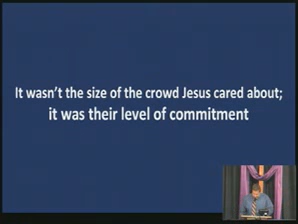 It wasn't the size of the crowd Jesus cared about;
it was their level of commitment